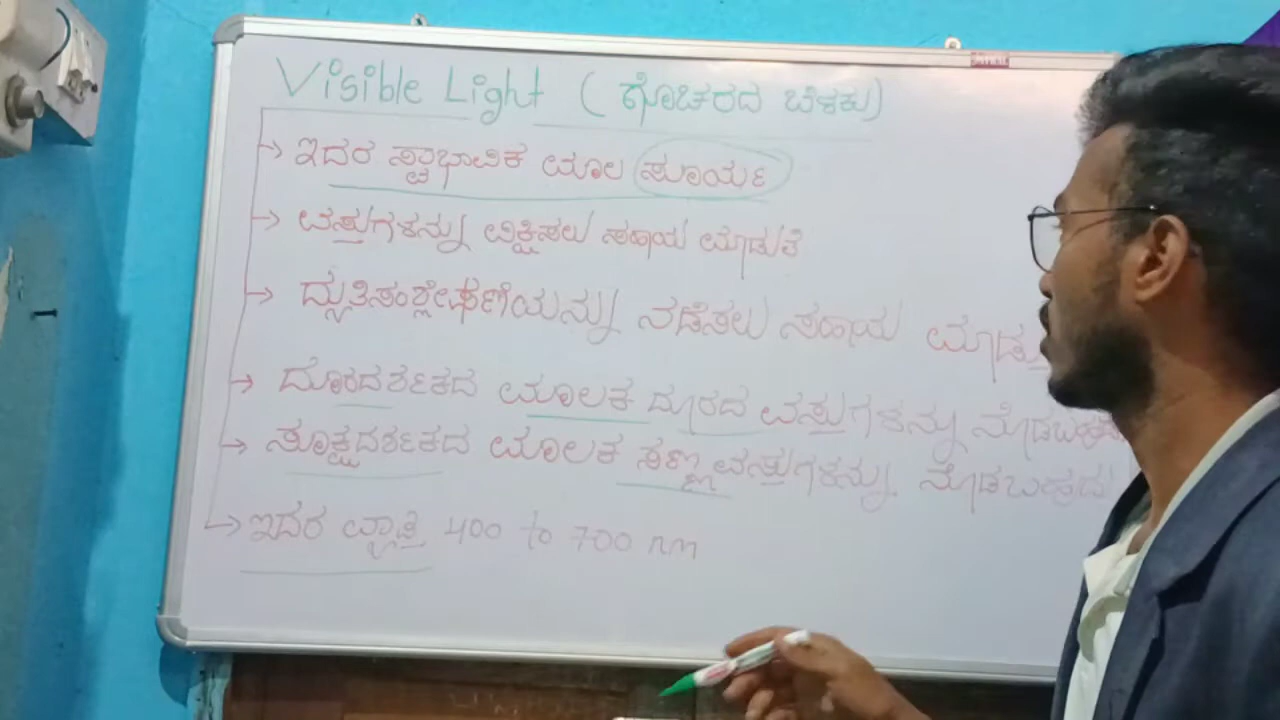 Visible Light (ಗೋಚರದ ಬೆಳಕು)
→ ಇದರ ಸ್ವಾಭಾವಿಕ ಮೂಲ ಸೂರ್ಯ
→ ವಸ್ತುಗಳನ್ನು ವಿಕ್ಷಿಸಲು ಸಹಾಯ ಮಾಡುತೆ
→ ದ್ಯುತಿಸಂಶ್ಲೇಷಣೆಯನ್ನು ನಡೆಸಲು ಸಹಾಯ
→ ದೊರದರ್ಶಕದ ಮೂಲಕ ದೂರದ ವಸ್ತುಗಳನ್ನು
→ ಸೂಕ್ಷ್ಮದರ್ಶಕದ ಮೂಲಕ ಸಣ್ಣ ವಸ್ತುಗಳನ್ನು
→ ಇದರ ವ್ಯಾಪ್ತಿ 400 to 700 nm